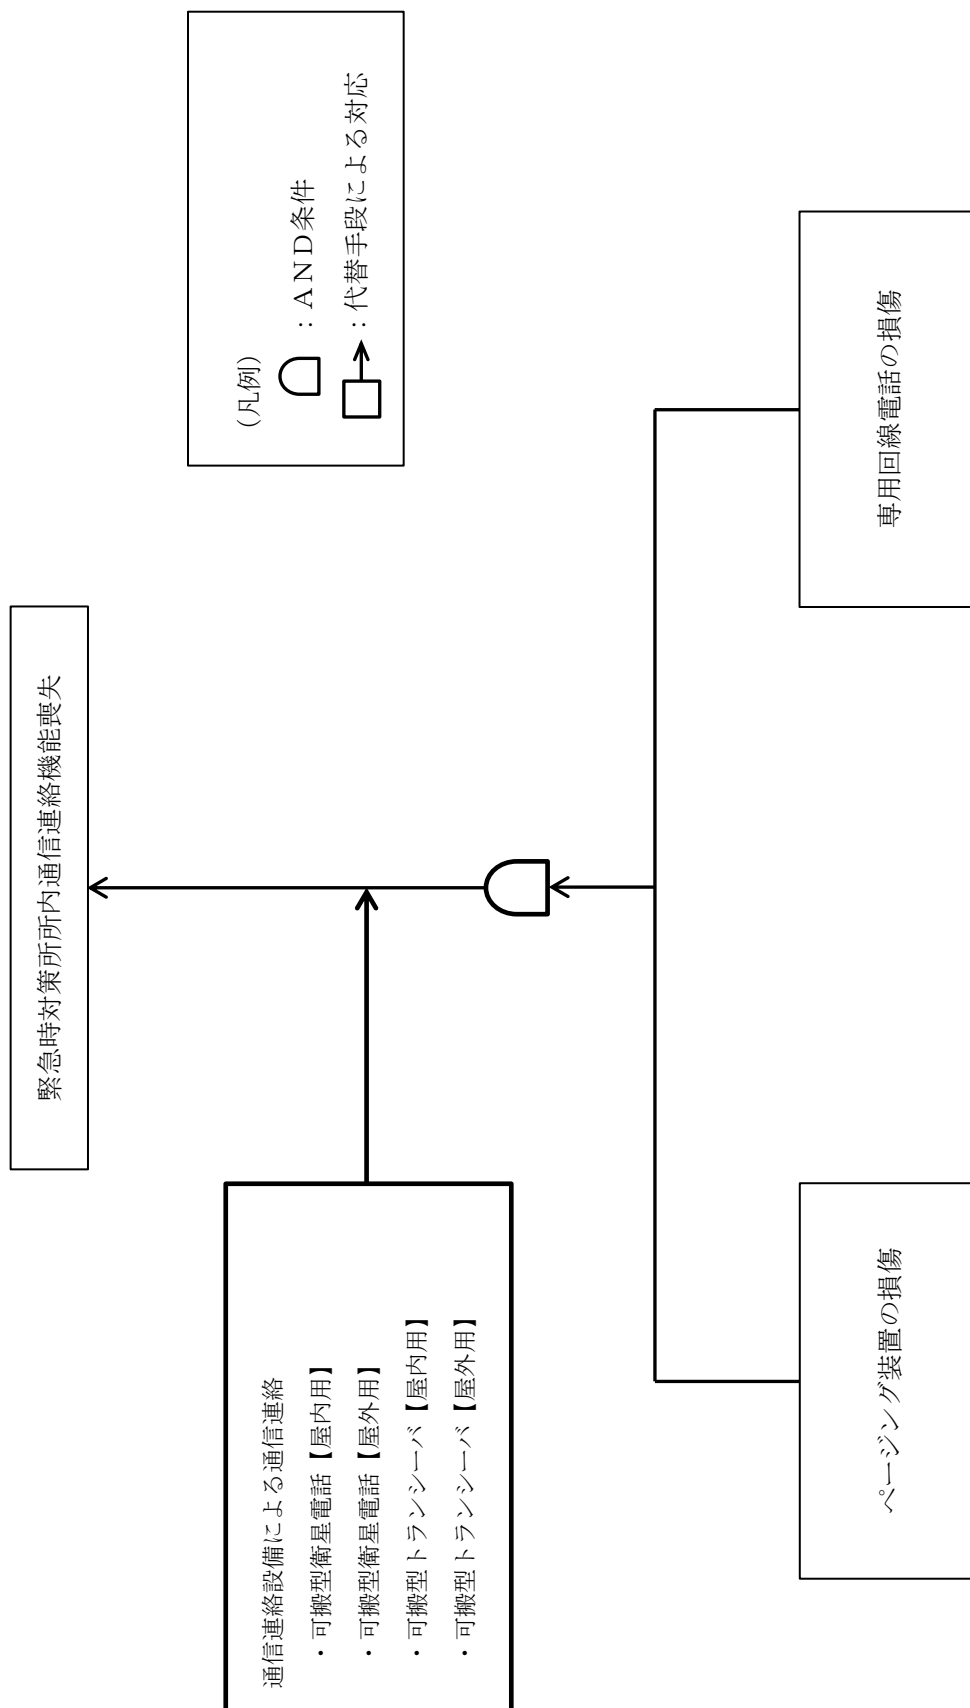 緊急時対策所所内通信連絡機能喪失
(凡例)
：ＡＮＤ条件
：代替手段による対応
通信連絡設備による通信連絡
・可搬型衛星電話【屋内用】
・可搬型衛星電話【屋外用】
・可搬型トランシーバ【屋内用】
・可搬型トランシーバ【屋外用】
ページング装置の損傷
専用回線電話の損傷